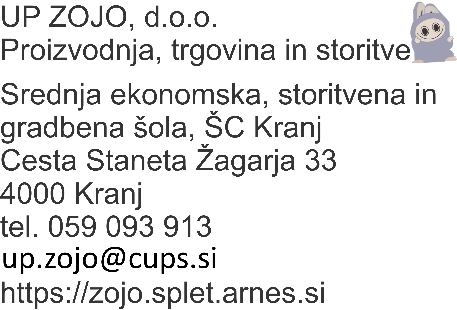 UP ZOJO, d.o.o.
Proizvodnja, trgovina in storitve
Srednja ekonomska, storitvena in
gradbena šola, ŠC Kranj
Cesta Staneta Žagarja 33
4000 Kranj
tel. 059 093 913
up.zojo@cups.si
https://zojo.splet.arnes.si